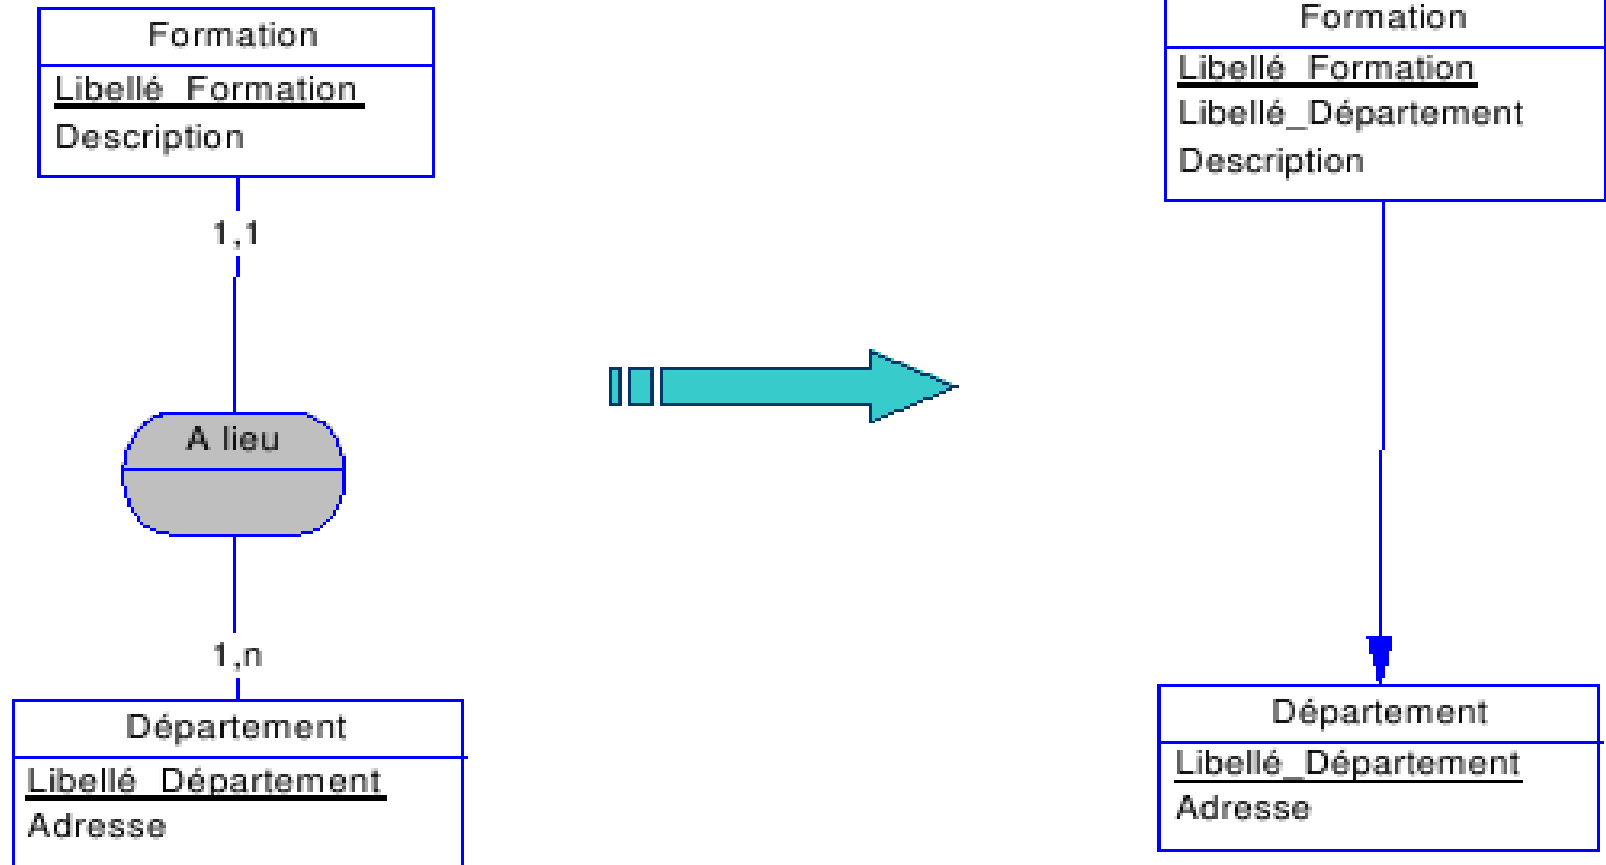 Formation
Libellé_Formation
Description
1,1
A lieu
1,n
Département
Libellé_Département
Adresse
Formation
Libellé_Formation
Libellé_Département
Description
Département
Libellé_Département
Adresse